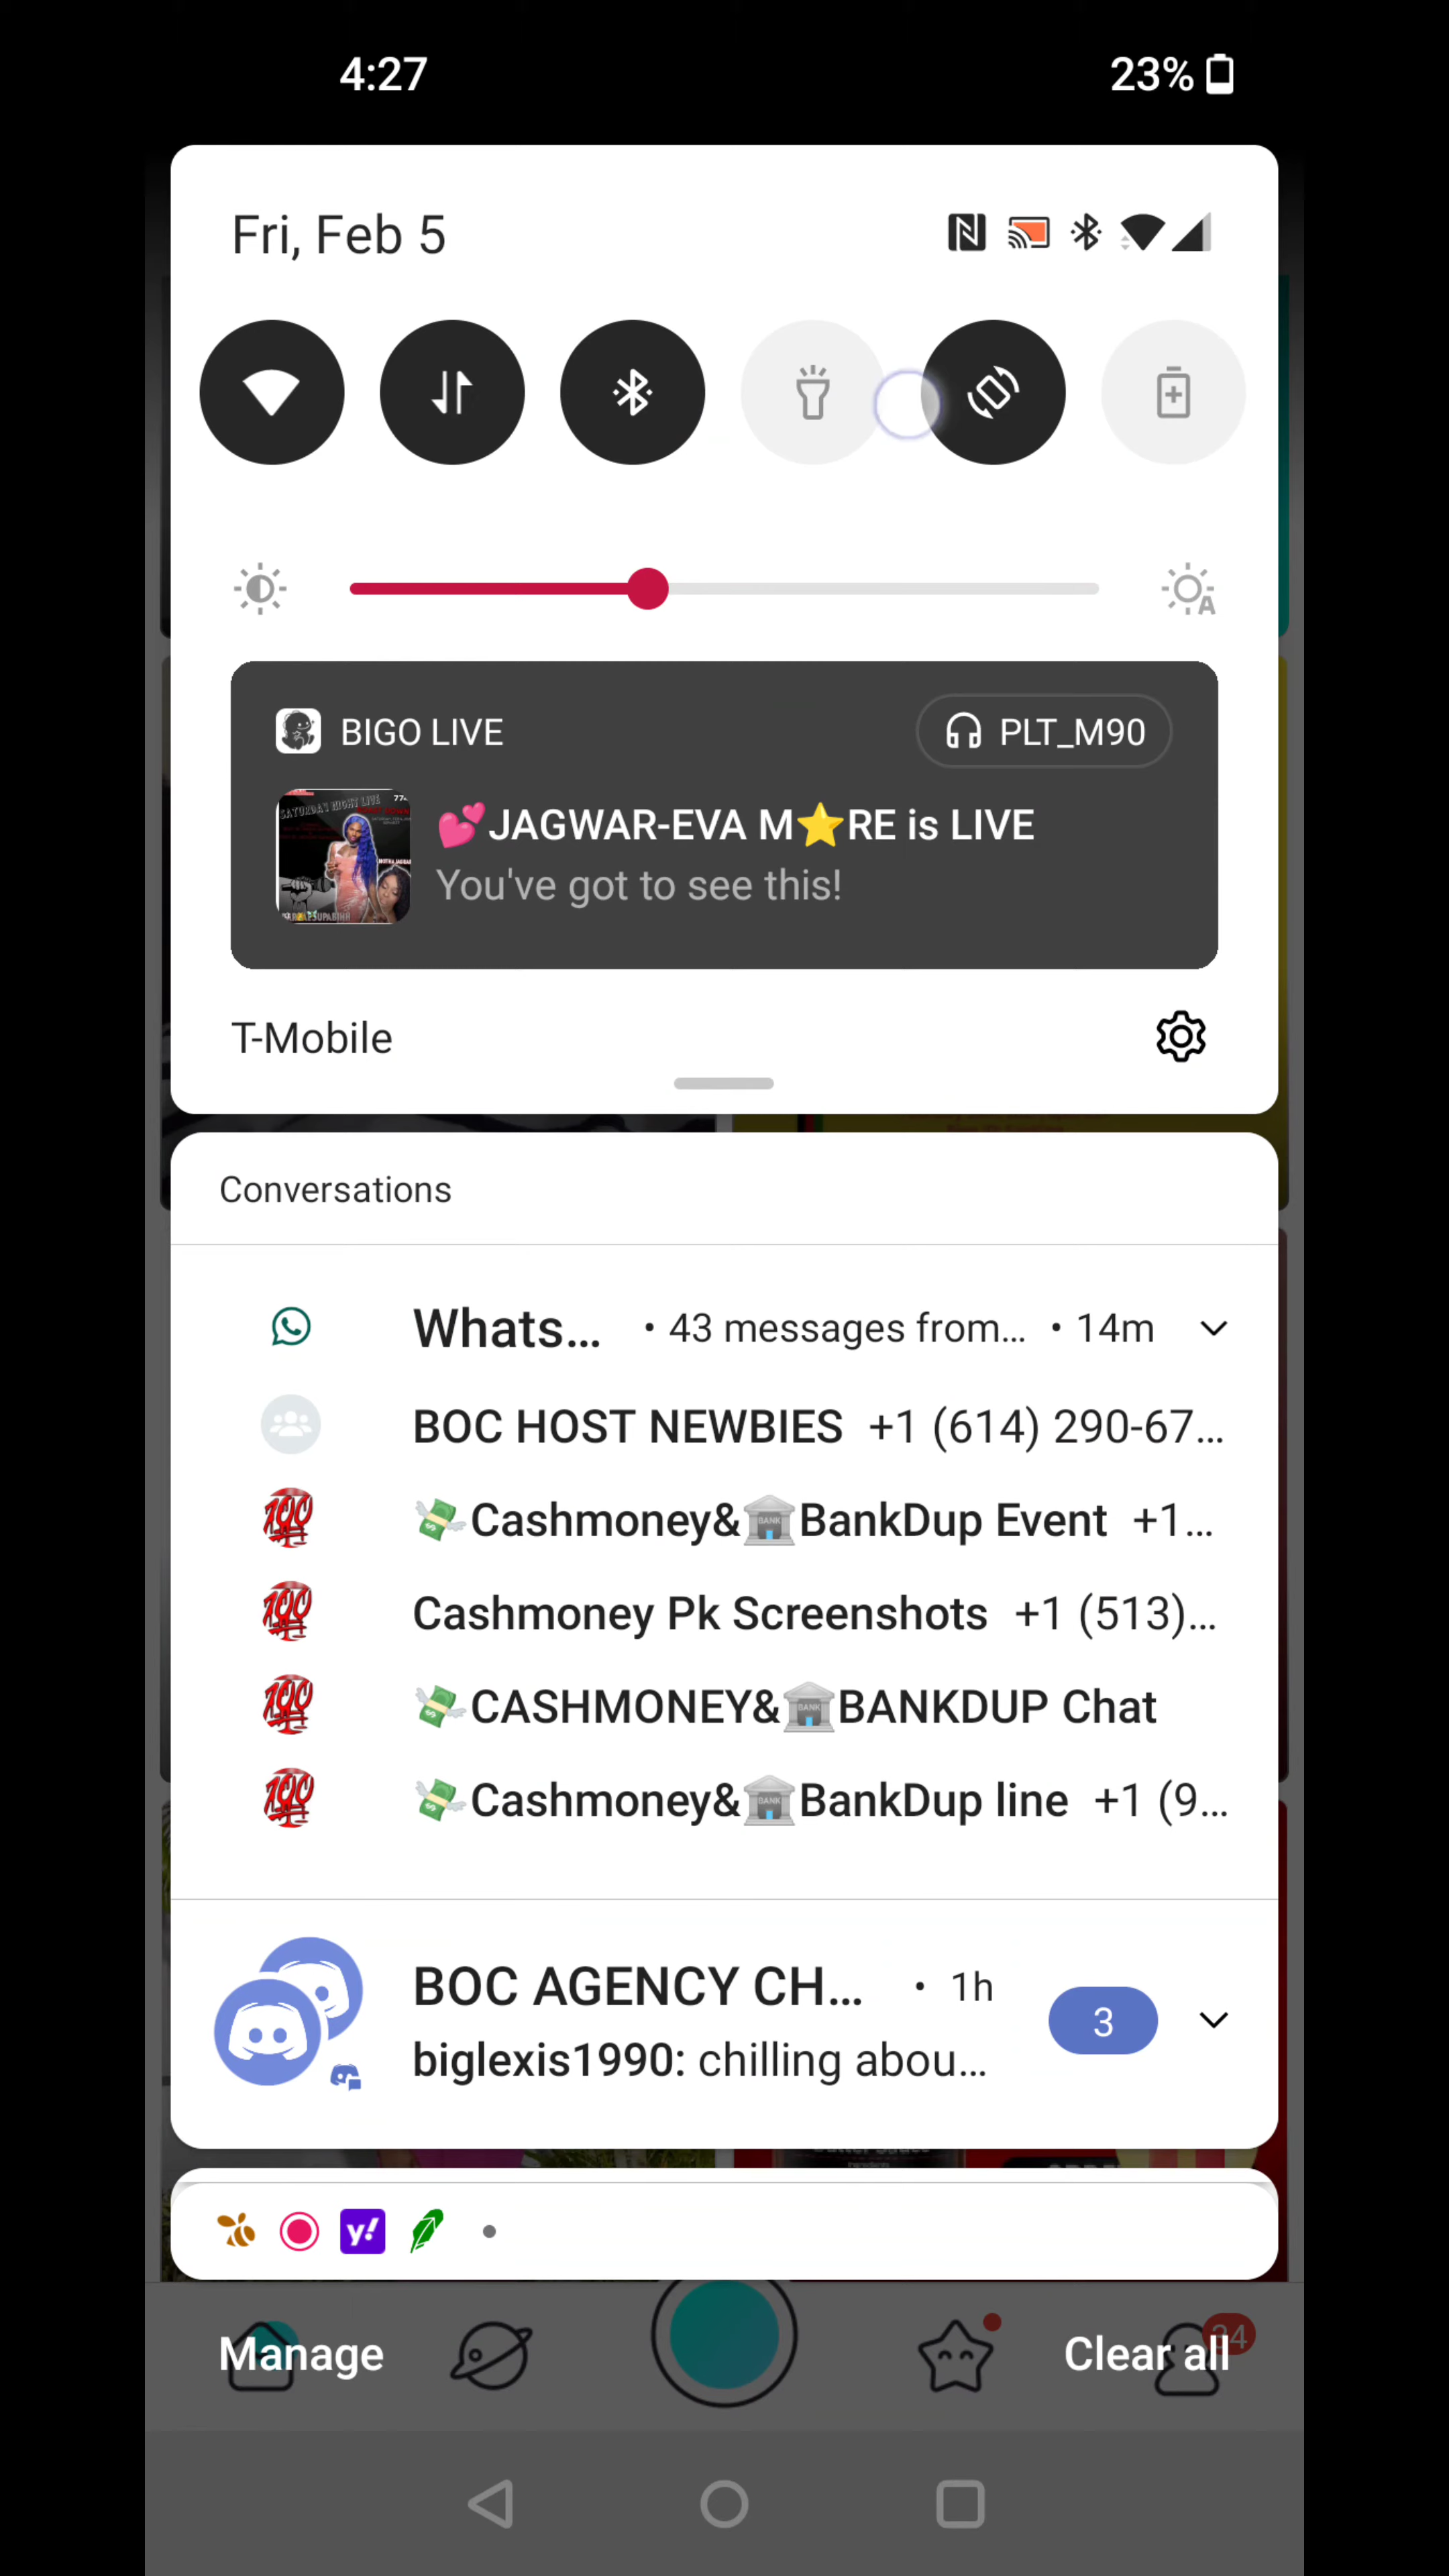 4:27
23%
Fri, Feb 5
A
BIGO LIVE
PLT_M90
SATURDAY NIGHT LIVE
💕JAGWAR-EVA M⭐RE is LIVE
You've got to see this!
T-Mobile
Conversations
Whats... • 43 messages from... • 14m
BOC HOST NEWBIES +1 (614) 290-67...
💸Cashmoney&🏦BankDup Event +1...
Cashmoney Pk Screenshots +1 (513)...
💸CASHMONEY&🏦BANKDUP Chat
💸Cashmoney&🏦BankDup line +1 (9...
BOC AGENCY CH... • 1h
3
biglexis1990: chilling abou...
y!
Manage
Clear all